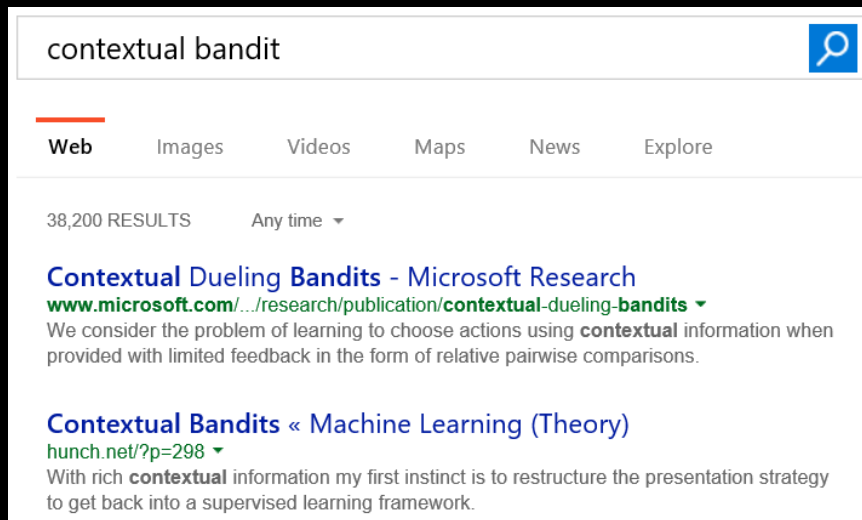 contextual bandit
Web Images Videos Maps News Explore
38,200 RESULTS Any time
Contextual Dueling Bandits - Microsoft Research
www.microsoft.com/.../research/publication/contextual-dueling-bandits
We consider the problem of learning to choose actions using contextual information when
provided with limited feedback in the form of relative pairwise comparisons.
Contextual Bandits « Machine Learning (Theory)
hunch.net/?p=298
With rich contextual information my first instinct is to restructure the presentation strategy
to get back into a supervised learning framework.